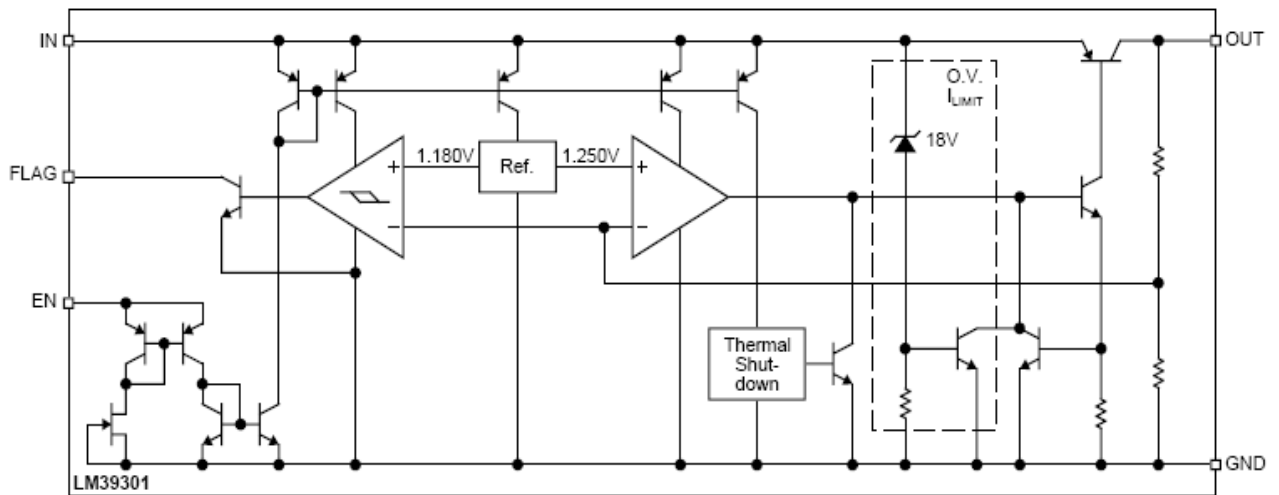 IN
OUT
O.V.
ILIMIT
18V
1.180V
1.250V
+
Ref.
+
FLAG
−
−
EN
Thermal
Shut-
down
GND
LM39301